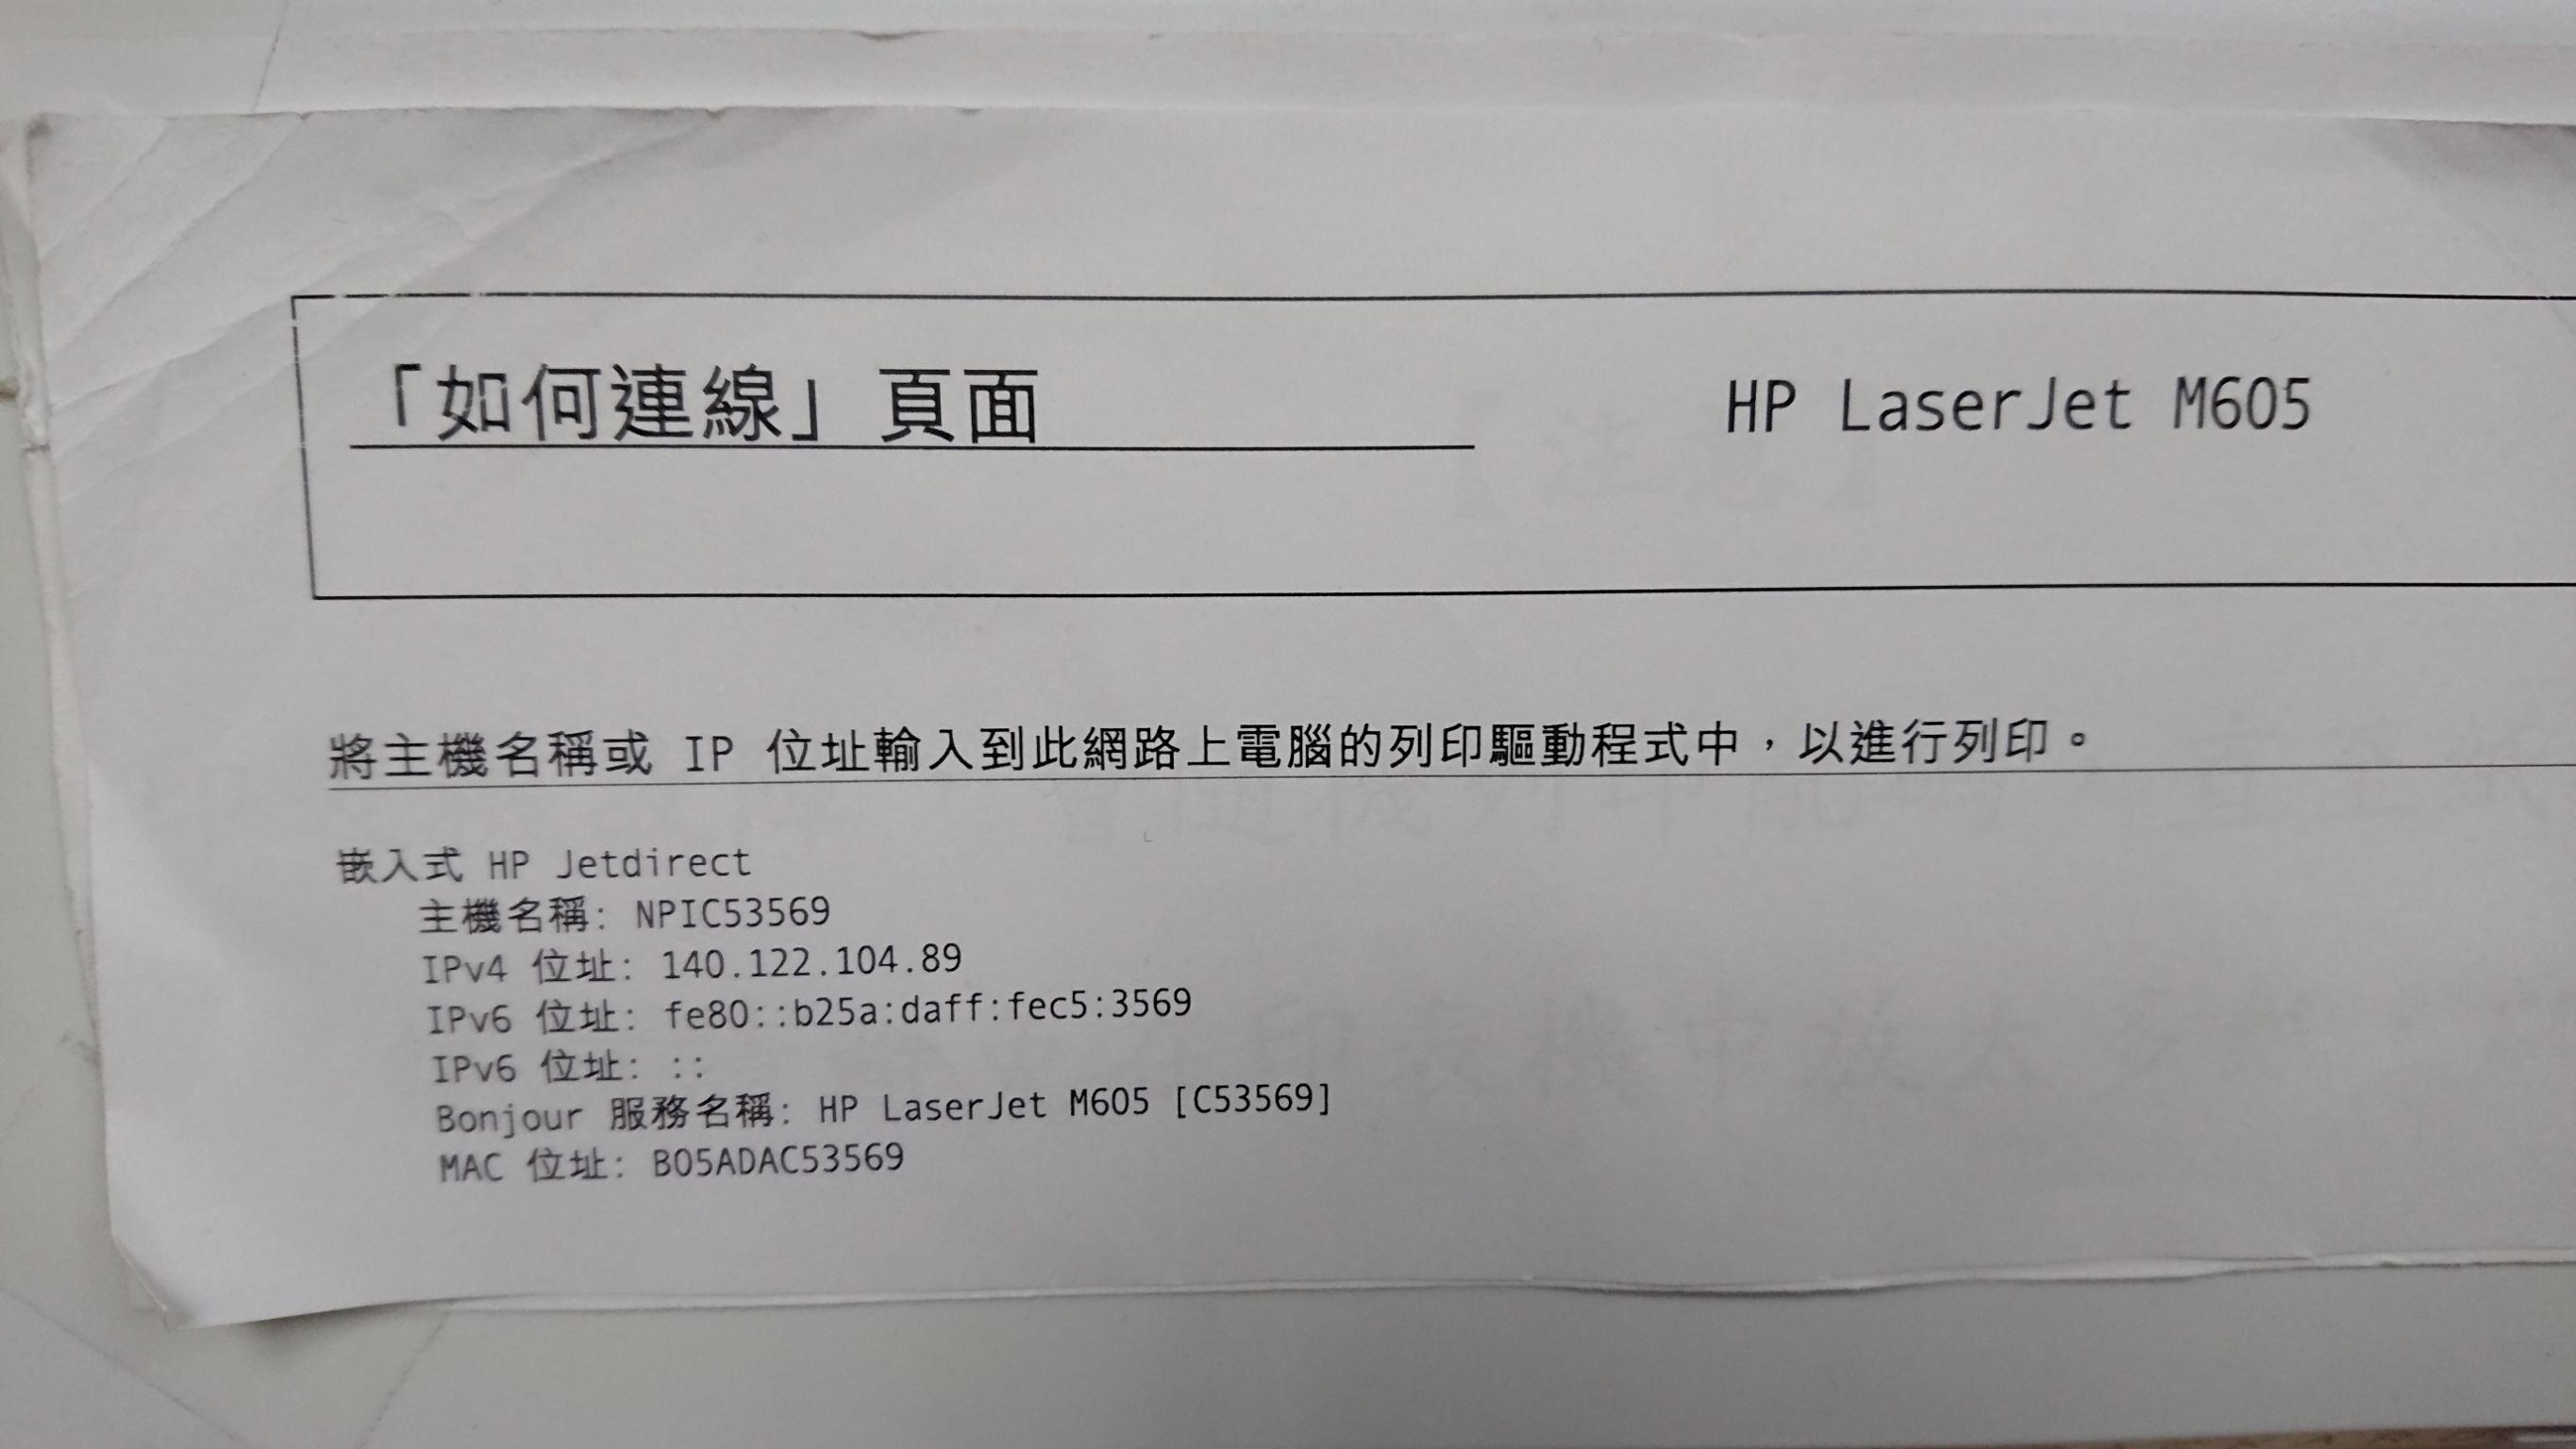 「如何連線」頁面
HP LaserJet M605
將主機名稱或 IP 位址輸入到此網路上電腦的列印驅動程式中，以進行列印。
嵌入式 HP Jetdirect
主機名稱: NPIC53569
IPv4 位址: 140.122.104.89
IPv6 位址: fe80::b25a:daff:fec5:3569
IPv6 位址: ::
Bonjour 服務名稱: HP LaserJet M605 [C53569]
MAC 位址: B05ADAC53569